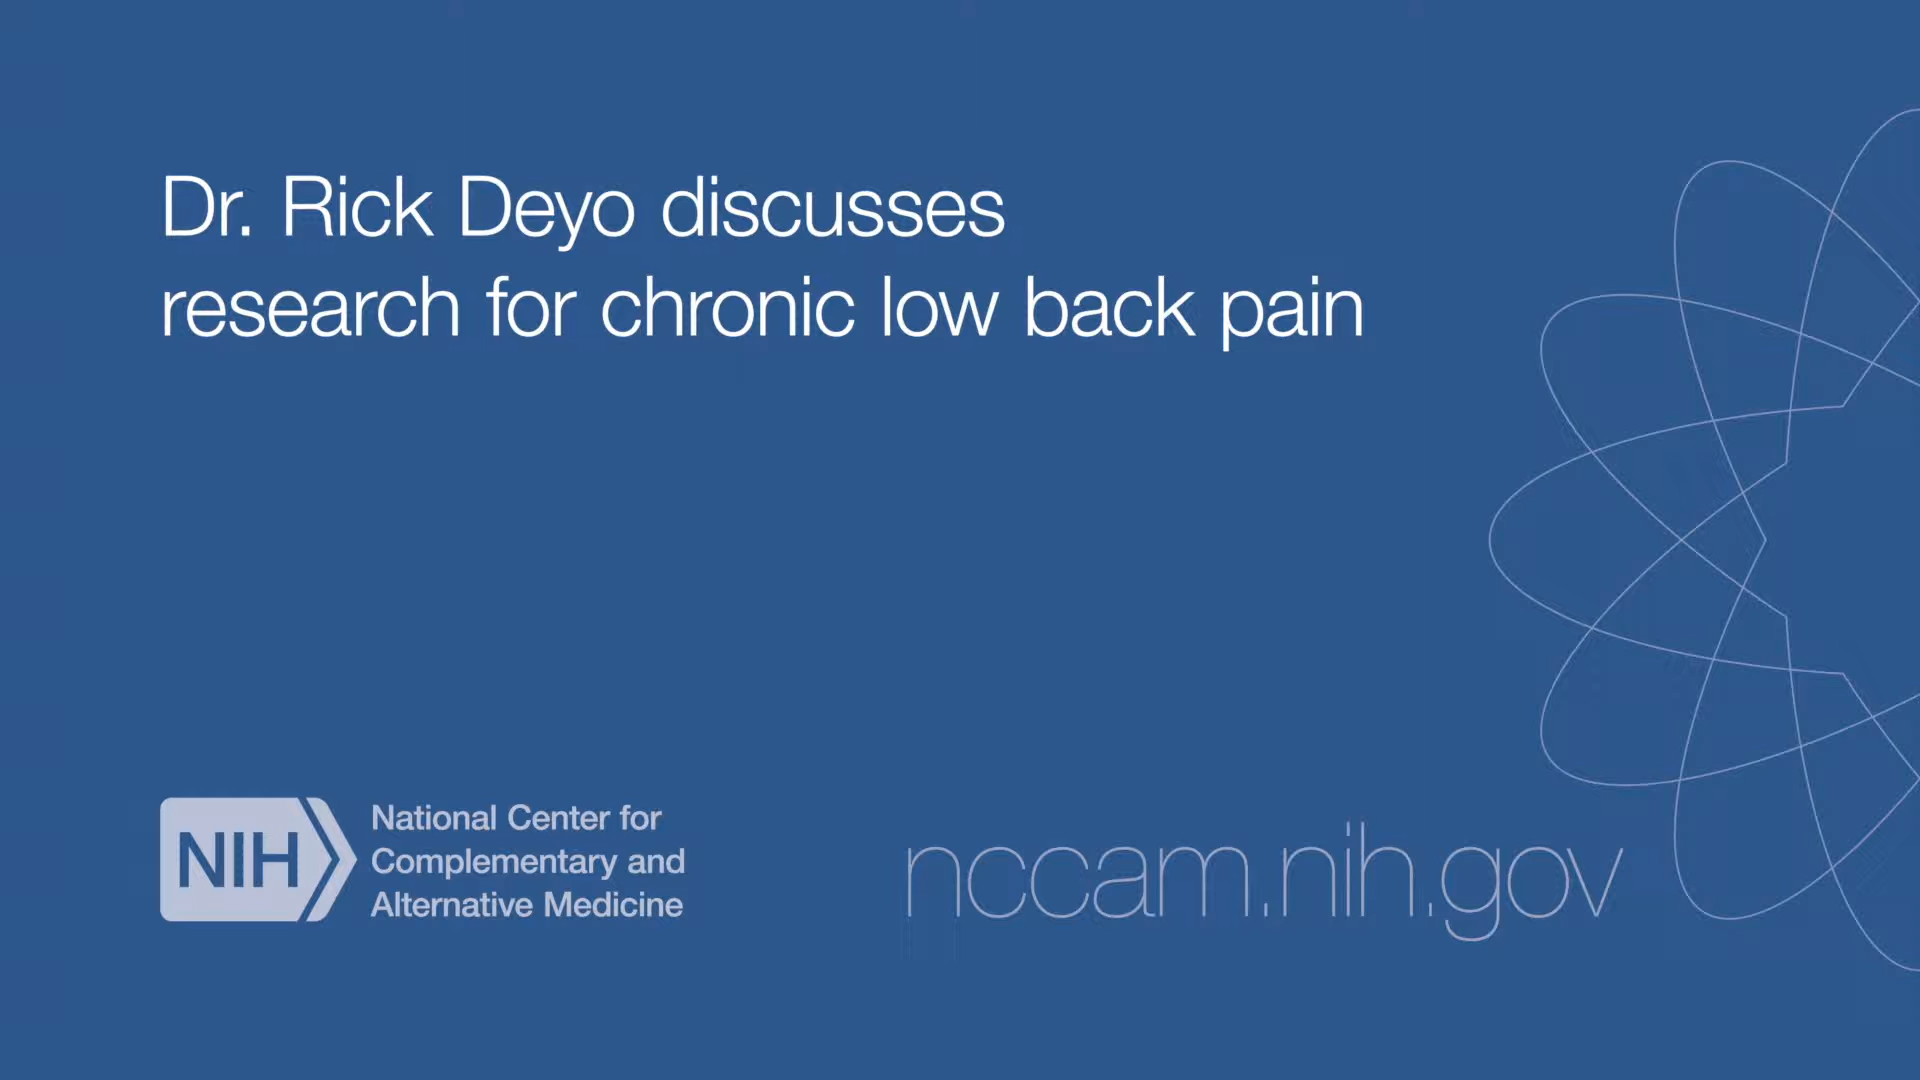 Dr. Rick Deyo discusses
research for chronic low back pain
NIH
National Center for
Complementary and
Alternative Medicine
nccam.nih.gov